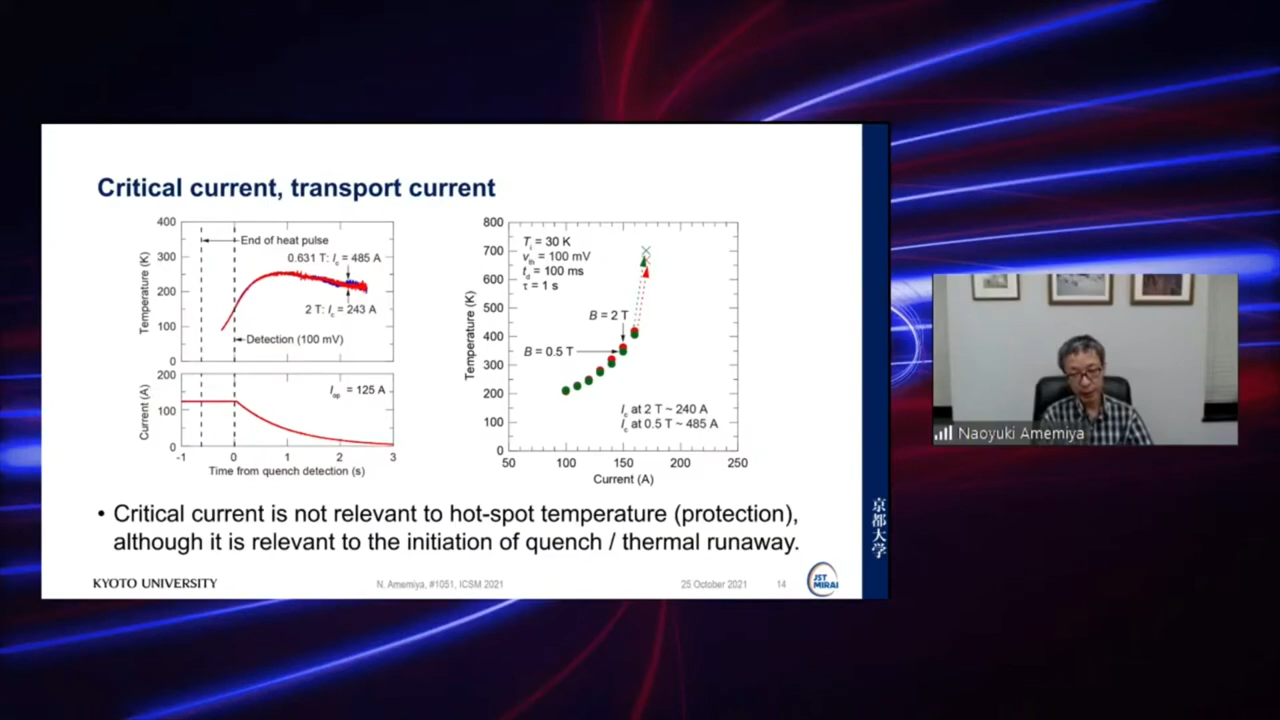 Critical current, transport current
400
300
200
100
0
Temperature (K)
End of heat pulse
0.631 T: Ic = 485 A
2 T: Ic = 243 A
Detection (100 mV)
200
100
0
Current (A)
Iop = 125 A
-1 0 1 2 3
Time from quench detection (s)
800
700
600
500
400
300
200
100
0
Temperature (K)
Ti = 30 K
vth = 100 mV
td = 100 ms
τ = 1 s
B = 2 T
B = 0.5 T
Ic at 2 T ~ 240 A
Ic at 0.5 T ~ 485 A
50 100 150 200 250
Current (A)
• Critical current is not relevant to hot-spot temperature (protection),
although it is relevant to the initiation of quench / thermal runaway.
KYOTO UNIVERSITY
N. Amemiya, #1051, ICSM 2021
25 October 2021
14
JST
MIRAI
京都大学
Naoyuki Amemiya